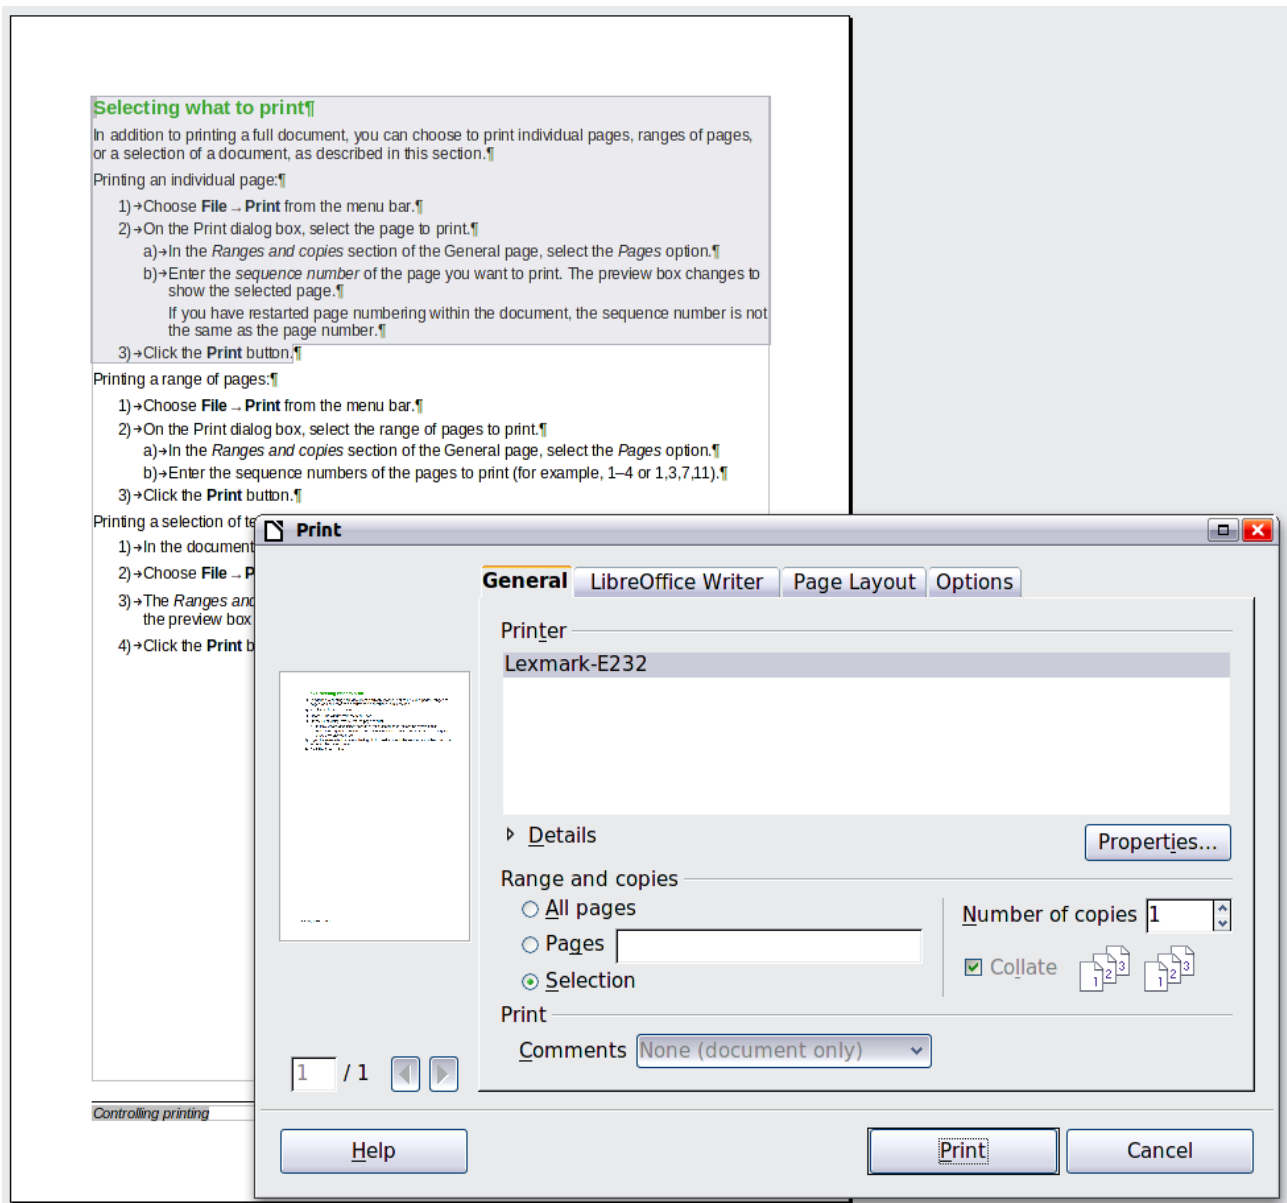 Selecting what to print¶
In addition to printing a full document, you can choose to print individual pages, ranges of pages,
or a selection of a document, as described in this section.¶
Printing an individual page:¶
1)→Choose File → Print from the menu bar.¶
2)→On the Print dialog box, select the page to print.¶
a)→In the Ranges and copies section of the General page, select the Pages option.¶
b)→Enter the sequence number of the page you want to print. The preview box changes to
show the selected page.¶
If you have restarted page numbering within the document, the sequence number is not
the same as the page number.¶
3)→Click the Print button.¶
Printing a range of pages:¶
1)→Choose File → Print from the menu bar.¶
2)→On the Print dialog box, select the range of pages to print.¶
a)→In the Ranges and copies section of the General page, select the Pages option.¶
b)→Enter the sequence numbers of the pages to print (for example, 1–4 or 1,3,7,11).¶
3)→Click the Print button.¶
Printing a selection of te
1)→In the document
2)→Choose File → P
3)→The Ranges and
the preview box
4)→Click the Print b
Controlling printing
Print
General LibreOffice Writer Page Layout Options
Printer
Lexmark-E232
Details
Properties...
Range and copies
All pages
Pages
Selection
Number of copies 1
Collate 1 2 3 1 2 3
Print
Comments None (document only)
1 / 1
Help Print Cancel